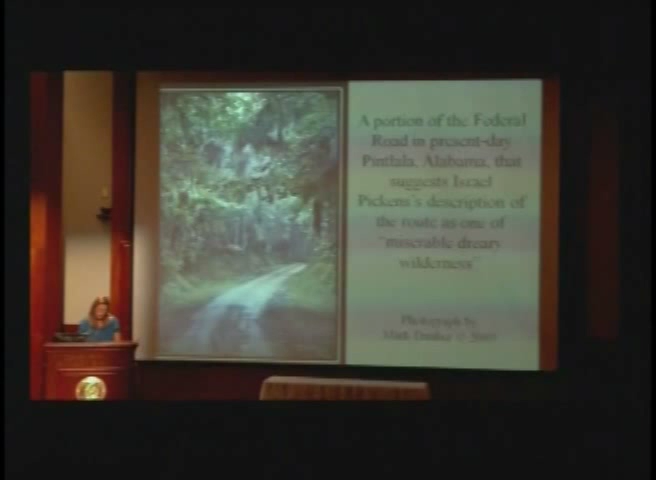 A portion of the Federal
Road in present-day
Pintlala, Alabama, that
suggests Israel
Pickens's description of
the route as one of
"miserable dreary
wilderness"
Photograph by